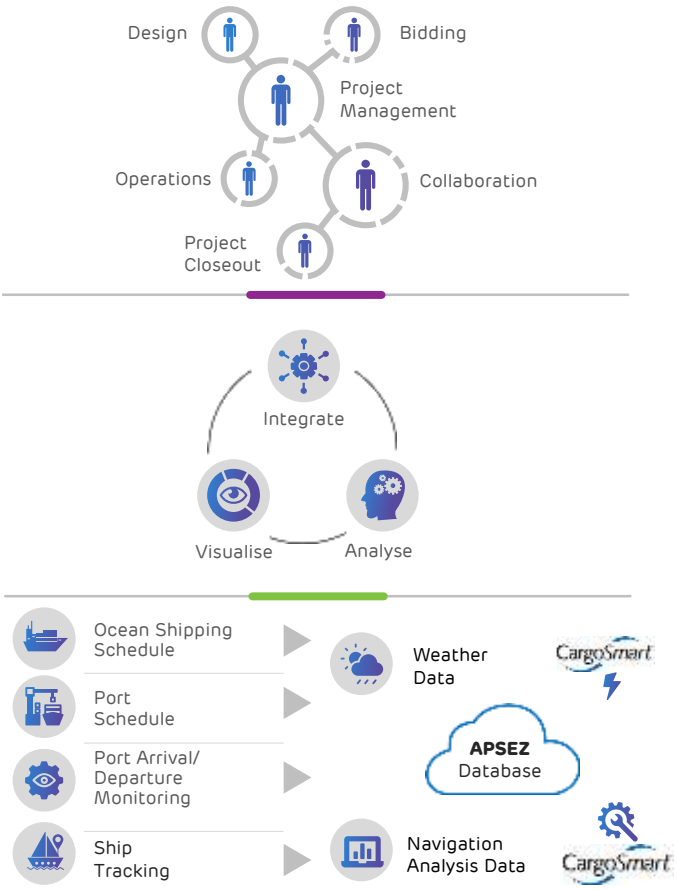 Design
Bidding
Project
Management
Operations
Collaboration
Project
Closeout
Integrate
Visualise
Analyse
Ocean Shipping
Schedule
Weather
Data
CargoSmart
Port
Schedule
APSEZ
Database
Port Arrival/
Departure
Monitoring
Ship
Tracking
Navigation
Analysis Data
CargoSmart